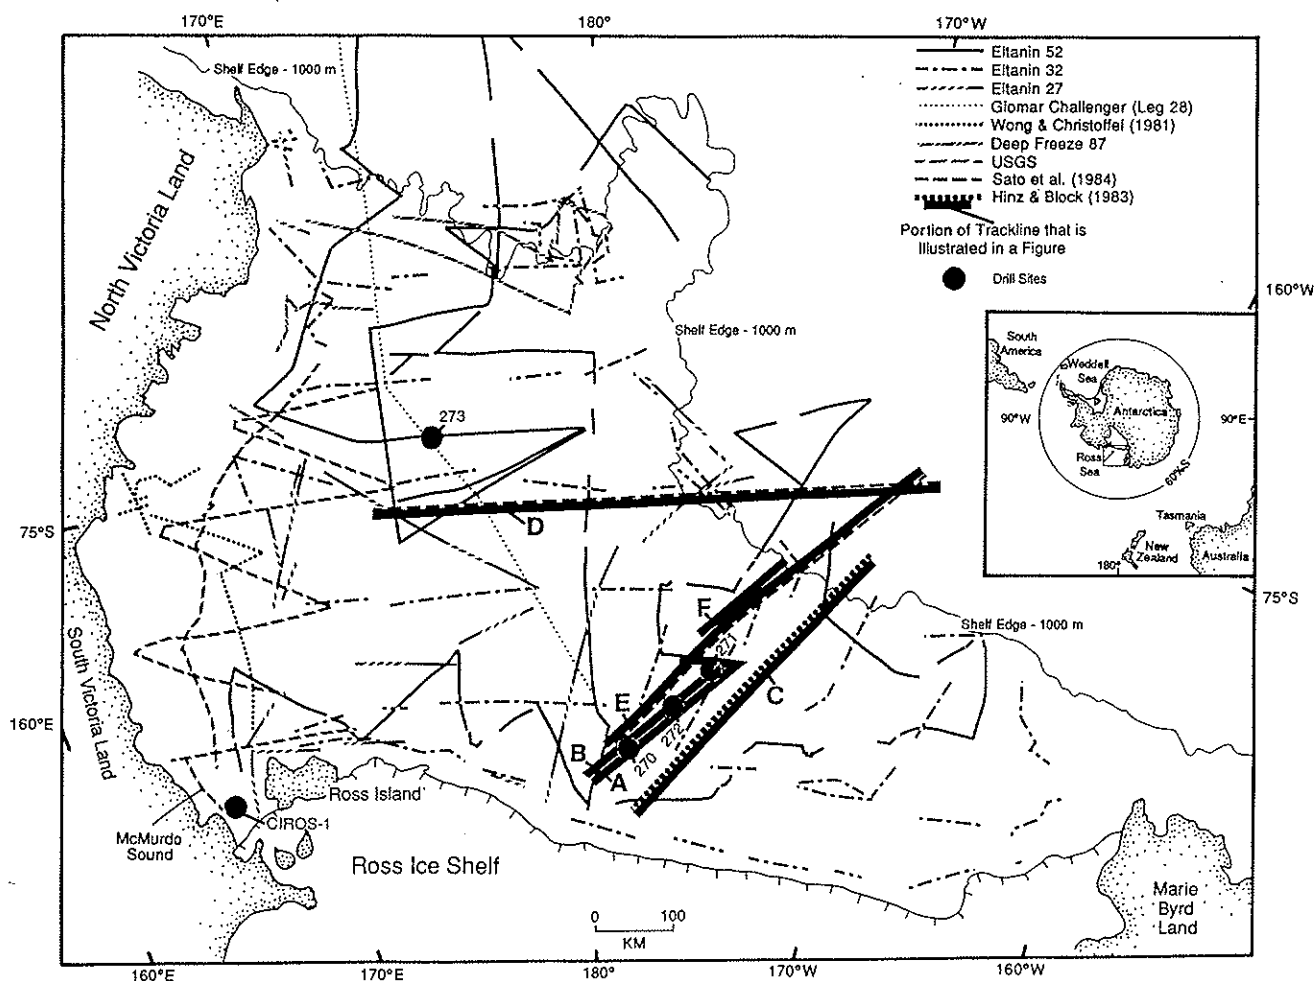 170°E
180°
170°W
Shelf Edge - 1000 m
Eltanin 52
Eltanin 32
Eltanin 27
Glomar Challenger (Leg 28)
Wong & Christoffel (1981)
Deep Freeze 87
USGS
Sato et al. (1984)
Hinz & Block (1983)
Portion of Trackline that is
Illustrated in a Figure
Drill Sites
North Victoria Land
160°W
Shelf Edge - 1000 m
South
America
Weddell
Sea
Antarctica
90°W
90°E
Ross
Sea
60°S
Tasmania
New
Zealand
Australia
180°
273
D
75°S
75°S
F
271
Shelf Edge - 1000 m
South Victoria Land
E
C
272
160°E
B
A
270
Ross Island
CIROS-1
McMurdo
Sound
Ross Ice Shelf
Marie
Byrd
Land
0
100
KM
160°E
170°E
180°
170°W
160°W